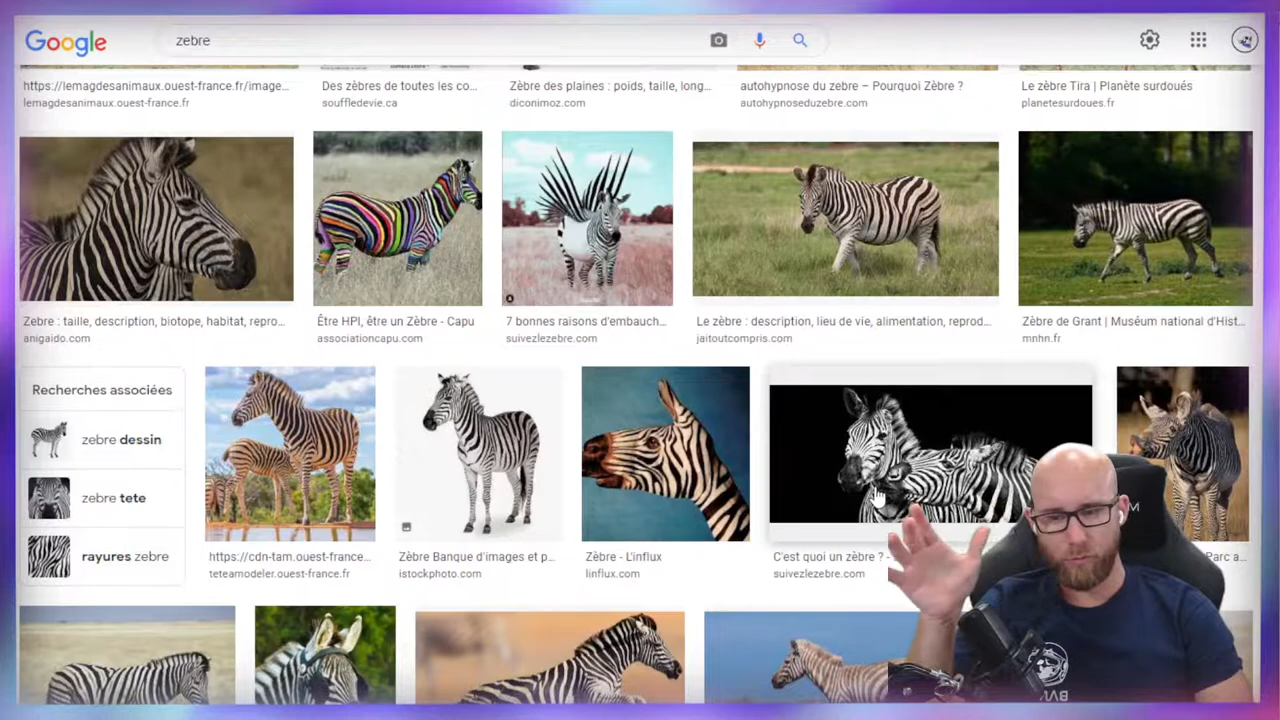 Google
zebre
https://lemagdesanimaux.ouest-france.fr/image...
lemagdesanimaux.ouest-france.fr
Des zèbres de toutes les co...
souffledevie.ca
Zèbre des plaines : poids, taille, long...
diconimoz.com
autohypnose du zebre – Pourquoi Zèbre ?
autohypnoseduzebre.com
Le zèbre Tira | Planète surdoués
planetesurdoues.fr
Zebre : taille, description, biotope, habitat, repro...
anigaido.com
Être HPI, être un Zèbre - Capu
associationcapu.com
7 bonnes raisons d'embauch...
suivezlezebre.com
Le zèbre : description, lieu de vie, alimentation, reprod...
jaitoutcompris.com
Zèbre de Grant | Muséum national d'Hist...
mnhn.fr
Recherches associées
zebre dessin
zebre tete
rayures zebre
https://cdn-tam.ouest-france...
teteamodeler.ouest-france.fr
Zèbre Banque d'images et p...
istockphoto.com
Zèbre - L'influx
linflux.com
C'est quoi un zèbre ? -
suivezlezebre.com
Parc a...